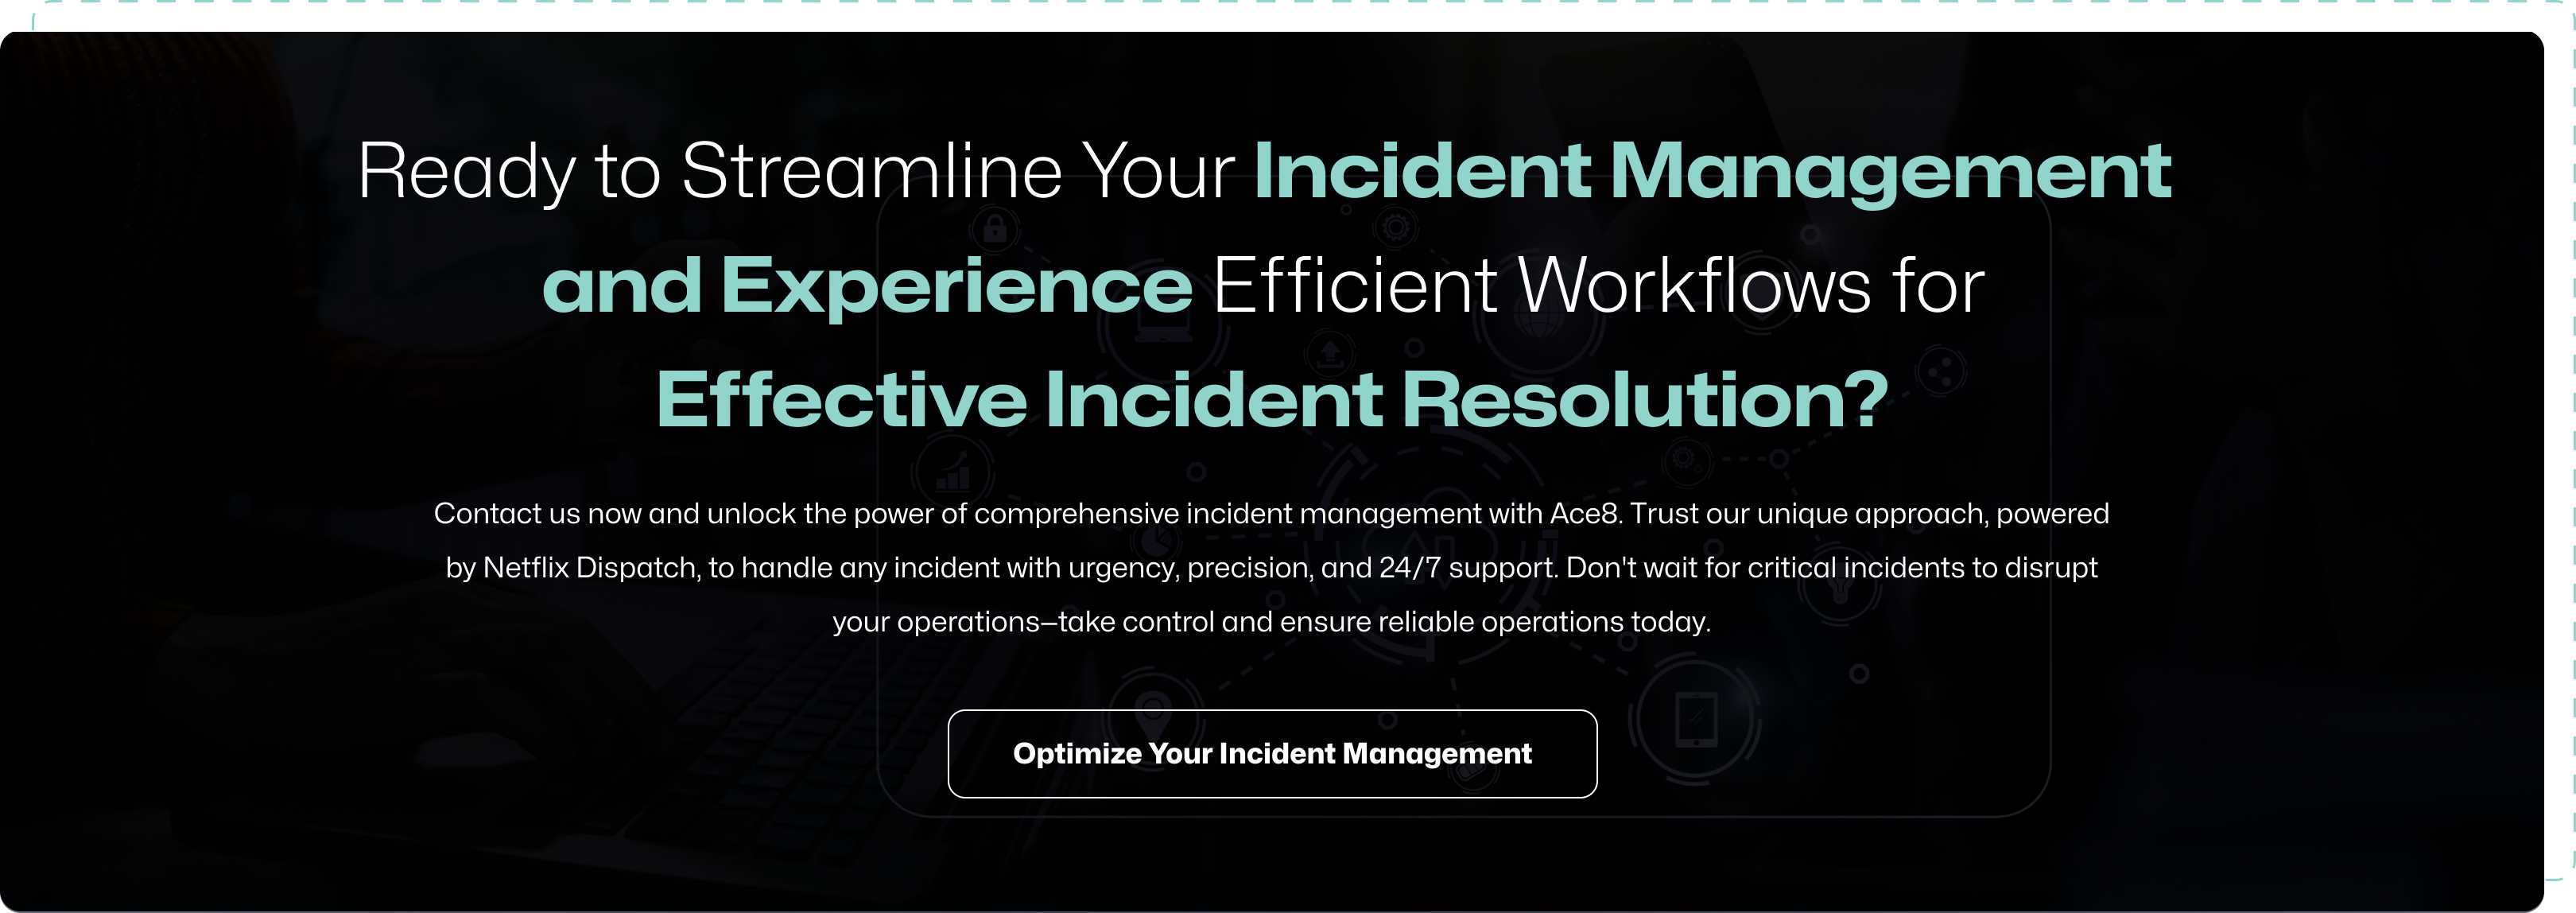 Ready to Streamline Your Incident Management
and Experience Efficient Workflows for
Effective Incident Resolution?
Contact us now and unlock the power of comprehensive incident management with Ace8. Trust our unique approach, powered
by Netflix Dispatch, to handle any incident with urgency, precision, and 24/7 support. Don't wait for critical incidents to disrupt
your operations—take control and ensure reliable operations today.
Optimize Your Incident Management